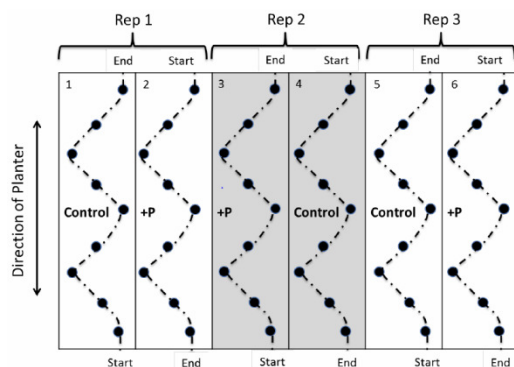 Rep 1 Rep 2 Rep 3
End Start End Start End Start
1 2 3 4 5 6
Direction of Planter
Control +P +P Control Control +P
Start End Start End Start End